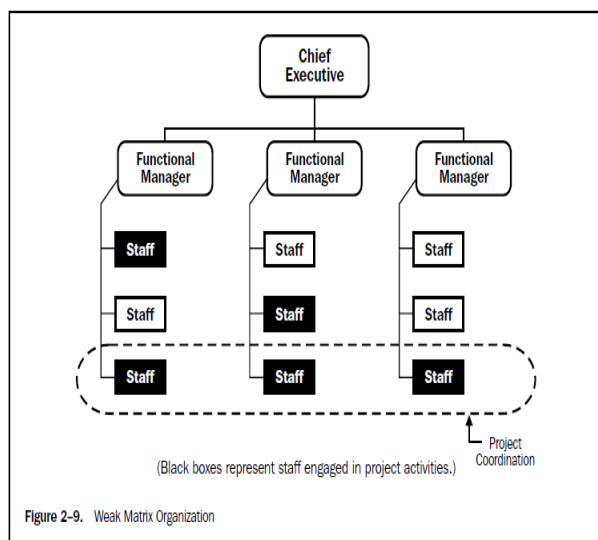 Chief
Executive
Functional
Manager
Functional
Manager
Functional
Manager
Staff
Staff
Staff
Staff
Staff
Staff
Staff
Staff
Staff
Project
Coordination
(Black boxes represent staff engaged in project activities.)
Figure 2–9. Weak Matrix Organization